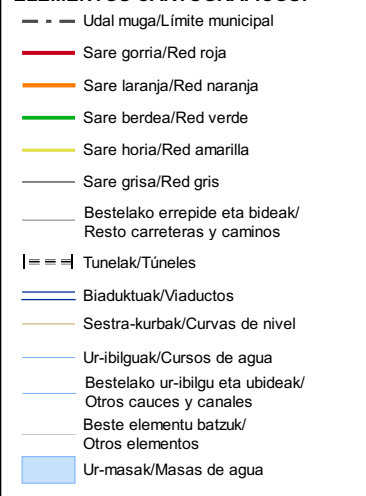 Udal muga/Límite municipal
Sare gorria/Red roja
Sare laranja/Red naranja
Sare berdea/Red verde
Sare horia/Red amarilla
Sare grisa/Red gris
Bestelako errepide eta bideak/
Resto carreteras y caminos
Tunelak/Túneles
Biaduktuak/Viaductos
Sestra-kurbak/Curvas de nivel
Ur-ibilguak/Cursos de agua
Bestelako ur-ibilgu eta ubideak/
Otros cauces y canales
Beste elementu batzuk/
Otros elementos
Ur-masak/Masas de agua